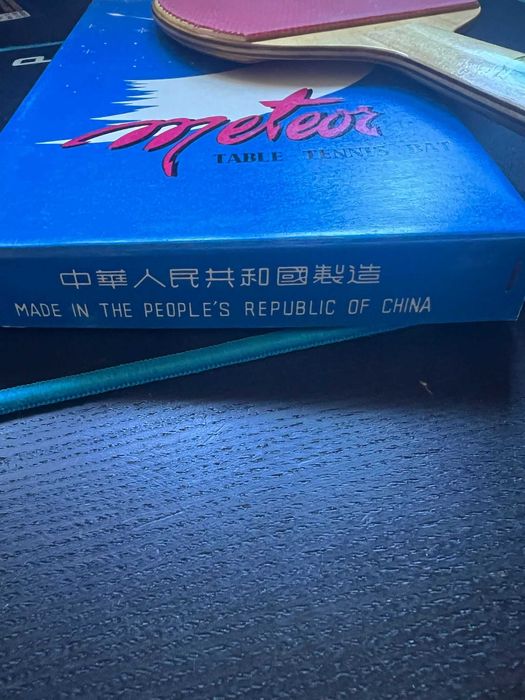 meteor
TABLE TENNIS BAT
中華人民共和國製造
MADE IN THE PEOPLE'S REPUBLIC OF CHINA